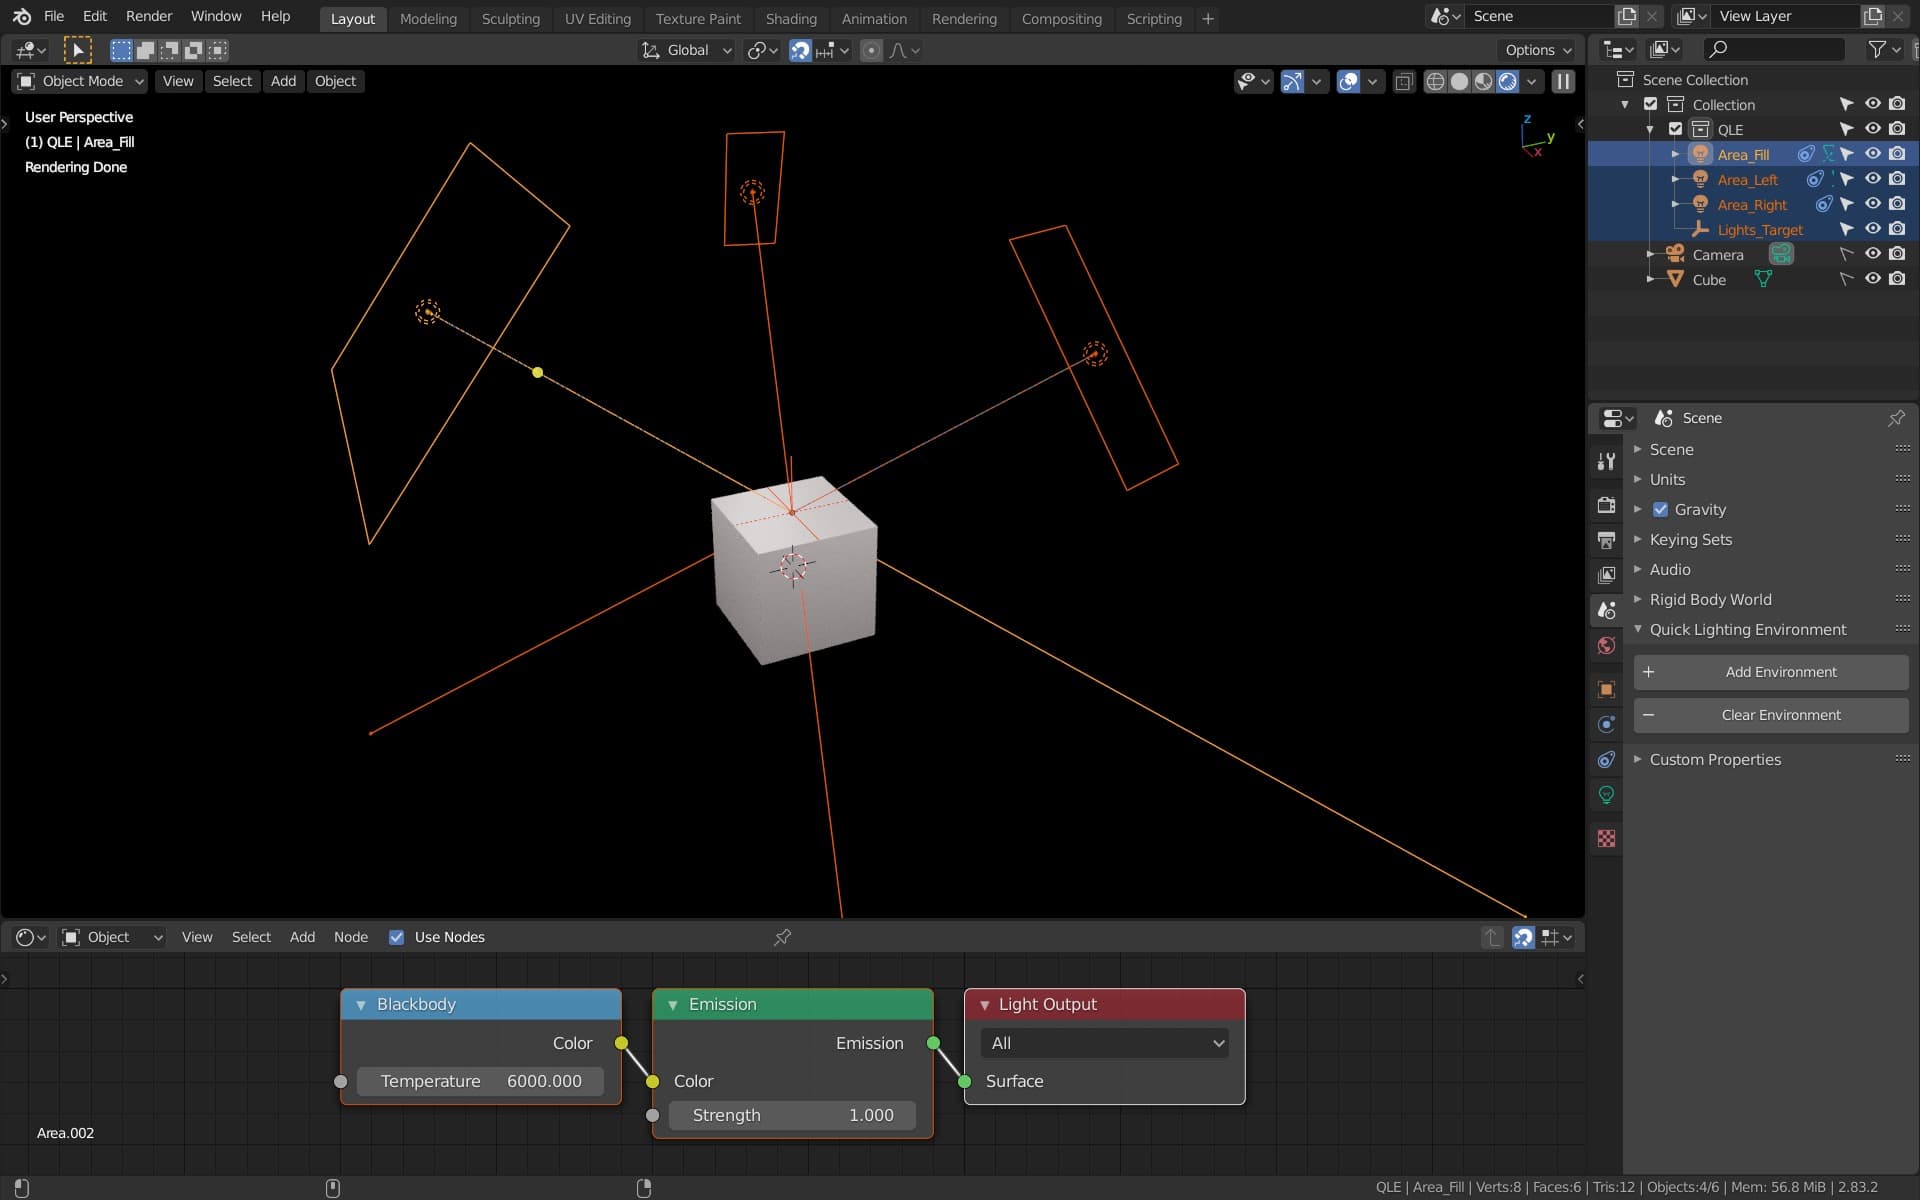 File Edit Render Window Help Layout Modeling Sculpting UV Editing Texture Paint Shading Animation Rendering Compositing Scripting + Scene View Layer
Global Options
Object Mode View Select Add Object
User Perspective
(1) QLE | Area_Fill
Rendering Done
Z
Y
X
Scene Collection
Collection
QLE
Area_Fill
Area_Left
Area_Right
Lights_Target
Camera
Cube
Scene
Scene
Units
Gravity
Keying Sets
Audio
Rigid Body World
Quick Lighting Environment
+ Add Environment
− Clear Environment
Custom Properties
Object View Select Add Node Use Nodes
Blackbody
Color
Temperature 6000.000
Emission
Emission
Color
Strength 1.000
Light Output
All
Surface
Area.002
QLE | Area_Fill | Verts:8 | Faces:6 | Tris:12 | Objects:4/6 | Mem: 56.8 MiB | 2.83.2